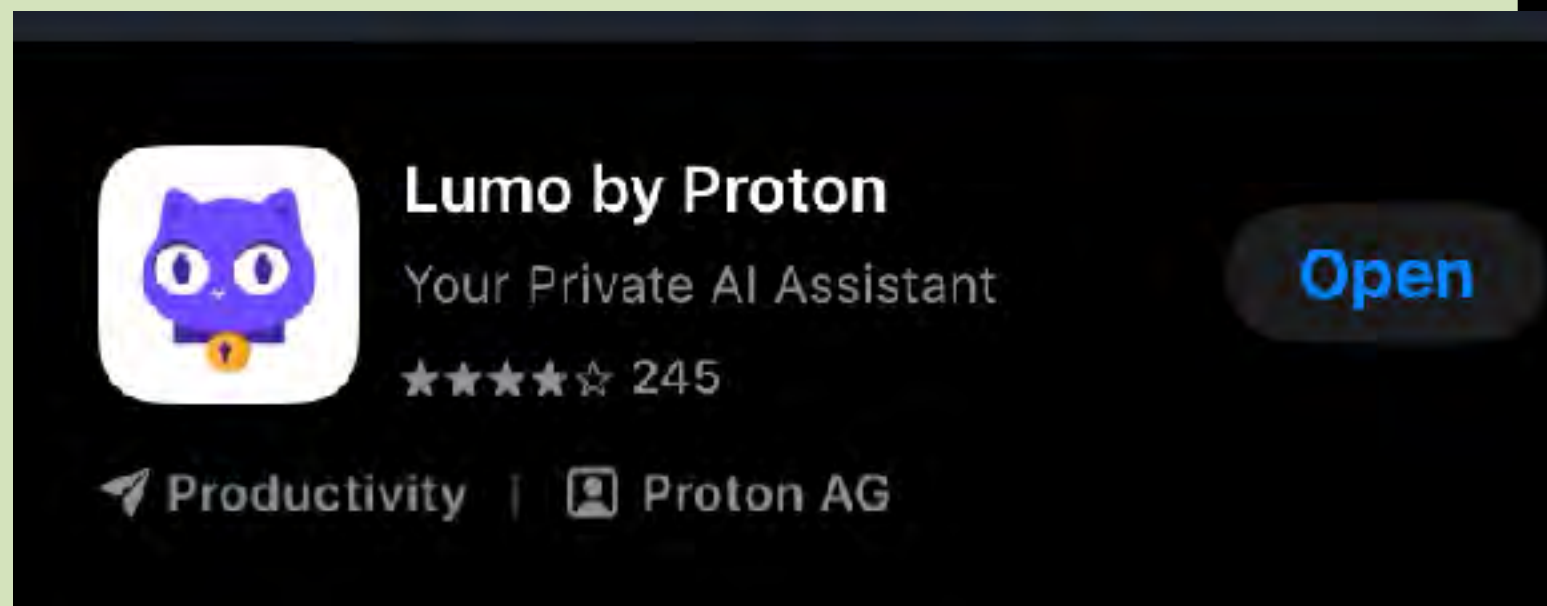 Lumo by Proton
Your Private AI Assistant
★★★★☆ 245
Productivity | Proton AG
Open